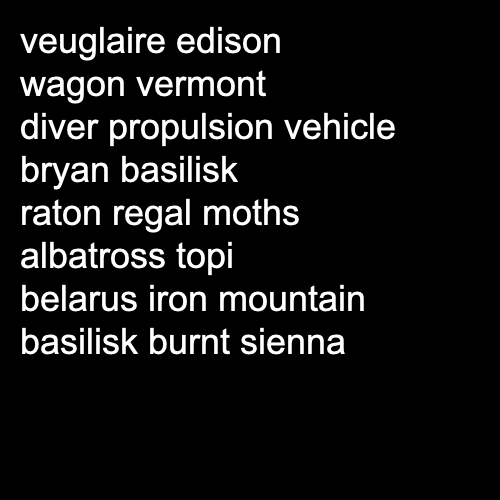 veuglaire edison
wagon vermont
diver propulsion vehicle
bryan basilisk
raton regal moths
albatross topi
belarus iron mountain
basilisk burnt sienna